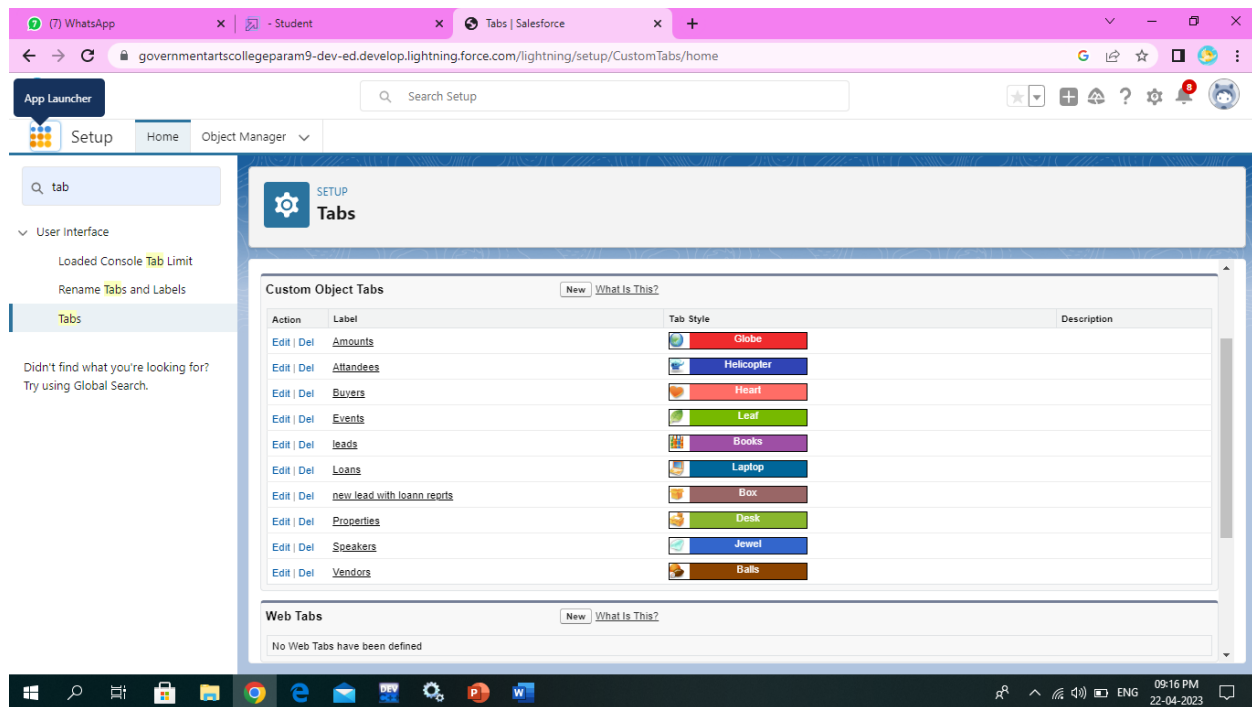 (7) WhatsApp
- Student
Tabs | Salesforce
governmentartscollegeparam9-dev-ed.develop.lightning.force.com/lightning/setup/CustomTabs/home
App Launcher
Search Setup
8
Setup
Home
Object Manager
tab
User Interface
Loaded Console Tab Limit
Rename Tabs and Labels
Tabs
Didn't find what you're looking for?
Try using Global Search.
SETUP
Tabs
Custom Object Tabs New What Is This?
Action Label Tab Style Description
Edit | Del Amounts Globe
Edit | Del Attandees Helicopter
Edit | Del Buyers Heart
Edit | Del Events Leaf
Edit | Del leads Books
Edit | Del Loans Laptop
Edit | Del new lead with loann reprts Box
Edit | Del Properties Desk
Edit | Del Speakers Jewel
Edit | Del Vendors Balls
Web Tabs New What Is This?
No Web Tabs have been defined
DEV
ENG
09:16 PM
22-04-2023